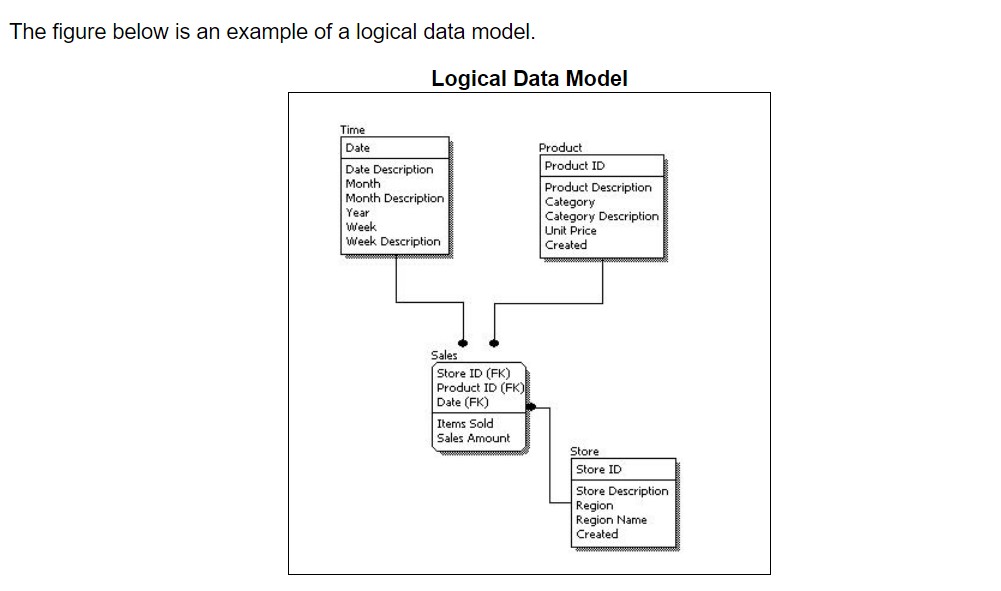 The figure below is an example of a logical data model.
Logical Data Model
Time
Date
Date Description
Month
Month Description
Year
Week
Week Description
Product
Product ID
Product Description
Category
Category Description
Unit Price
Created
Sales
Store ID (FK)
Product ID (FK)
Date (FK)
Items Sold
Sales Amount
Store
Store ID
Store Description
Region
Region Name
Created